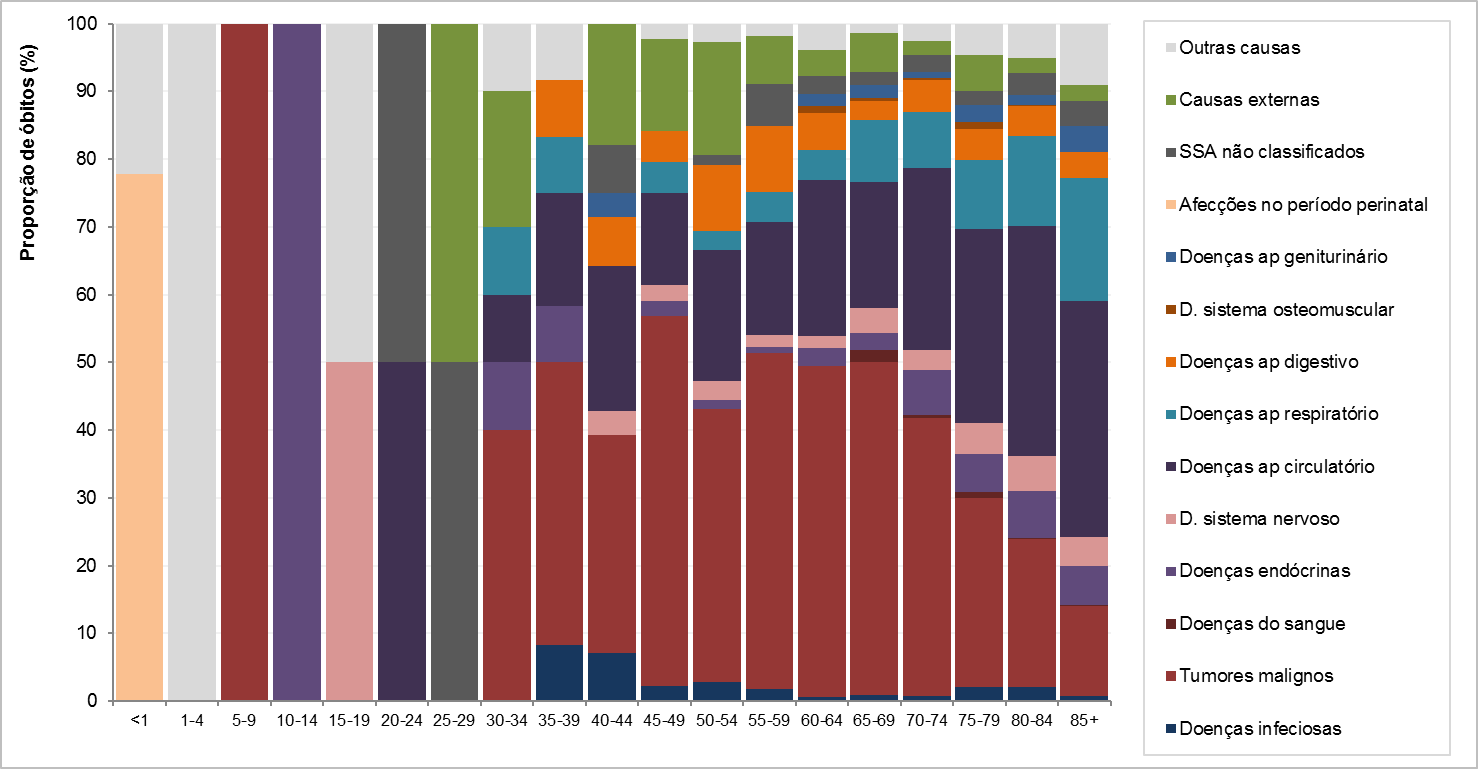 Proporção de óbitos (%)
100
90
80
70
60
50
40
30
20
10
0
<1 1-4 5-9 10-14 15-19 20-24 25-29 30-34 35-39 40-44 45-49 50-54 55-59 60-64 65-69 70-74 75-79 80-84 85+
Outras causas
Causas externas
SSA não classificados
Afecções no período perinatal
Doenças ap geniturinário
D. sistema osteomuscular
Doenças ap digestivo
Doenças ap respiratório
Doenças ap circulatório
D. sistema nervoso
Doenças endócrinas
Doenças do sangue
Tumores malignos
Doenças infeciosas